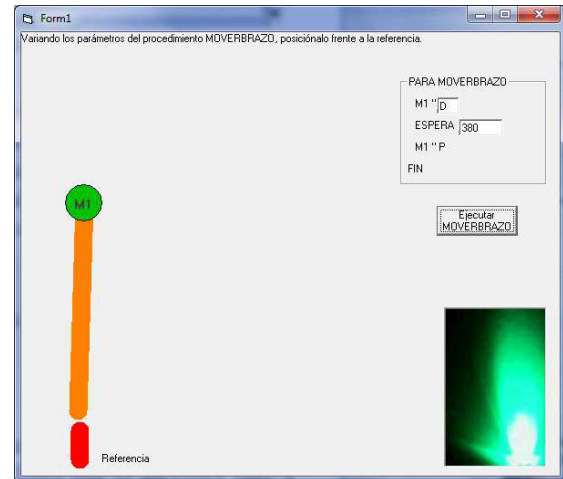 Form1
Variando los parámetros del procedimiento MOVERBRAZO, posiciónalo frente a la referencia.
PARA MOVERBRAZO
M1 " D
ESPERA 380
M1 " P
FIN
M1
Ejecutar
MOVERBRAZO
Referencia